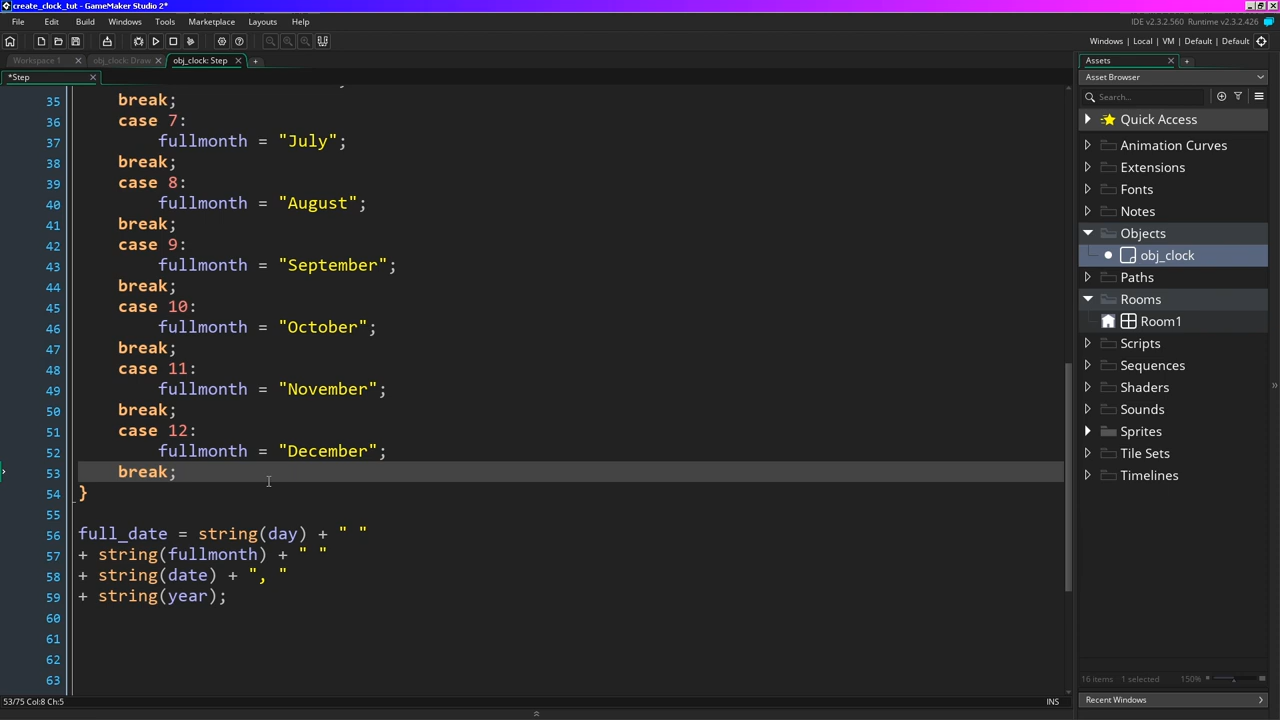 create_clock_tut - GameMaker Studio 2*
File Edit Build Windows Tools Marketplace Layouts Help
IDE v2.3.2.560 Runtime v2.3.2.426
Windows | Local | VM | Default | Default
Workspace 1 obj_clock: Draw obj_clock: Step
*Step
35 break;
36 case 7:
37 fullmonth = "July";
38 break;
39 case 8:
40 fullmonth = "August";
41 break;
42 case 9:
43 fullmonth = "September";
44 break;
45 case 10:
46 fullmonth = "October";
47 break;
48 case 11:
49 fullmonth = "November";
50 break;
51 case 12:
52 fullmonth = "December";
53 break;
54 }
55
56 full_date = string(day) + " "
57 + string(fullmonth) + " "
58 + string(date) + ", "
59 + string(year);
60
61
62
63
53/75 Col:8 Ch:5
INS
Assets
Asset Browser
Search...
Quick Access
Animation Curves
Extensions
Fonts
Notes
Objects
obj_clock
Paths
Rooms
Room1
Scripts
Sequences
Shaders
Sounds
Sprites
Tile Sets
Timelines
16 items 1 selected 150%
Recent Windows